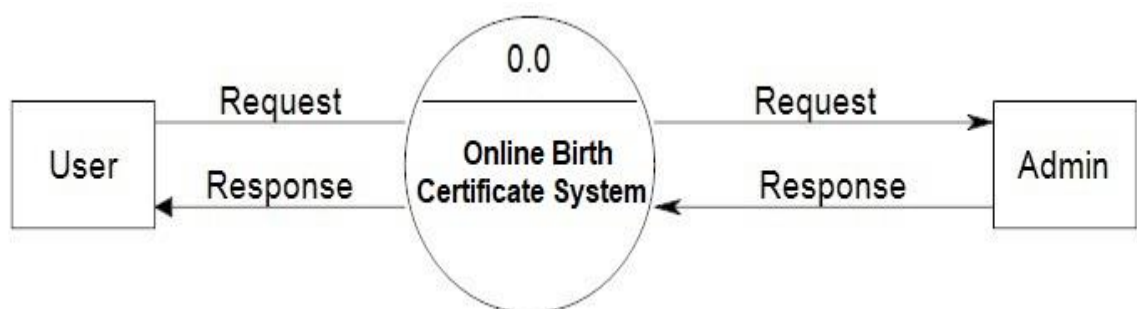 0.0
Request
Request
User
Online Birth
Certificate System
Admin
Response
Response